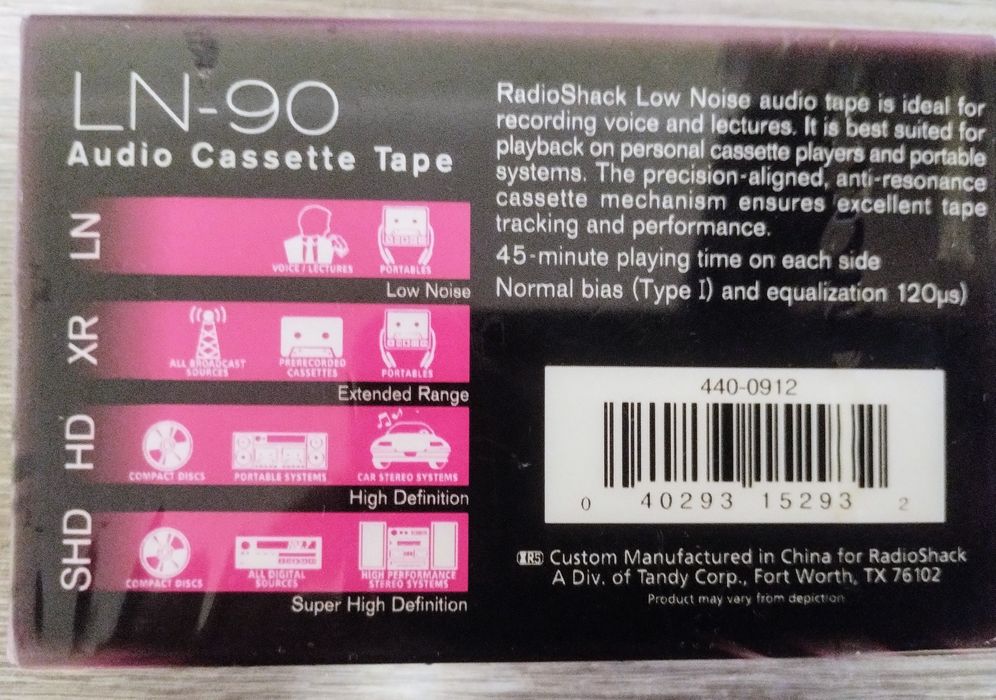 LN-90
Audio Cassette Tape
LN
VOICE / LECTURES
PORTABLES
Low Noise
XR
ALL BROADCAST
SOURCES
PRERECORDED
CASSETTES
PORTABLES
Extended Range
HD
COMPACT DISCS
PORTABLE SYSTEMS
CAR STEREO SYSTEMS
High Definition
SHD
COMPACT DISCS
102.7
ALL DIGITAL
SOURCES
HIGH PERFORMANCE
STEREO SYSTEMS
Super High Definition
RadioShack Low Noise audio tape is ideal for
recording voice and lectures. It is best suited for
playback on personal cassette players and portable
systems. The precision-aligned, anti-resonance
cassette mechanism ensures excellent tape
tracking and performance.
45-minute playing time on each side
Normal bias (Type I) and equalization 120µs)
440-0912
0 40293 15293 2
Custom Manufactured in China for RadioShack
A Div. of Tandy Corp., Fort Worth, TX 76102
Product may vary from depiction